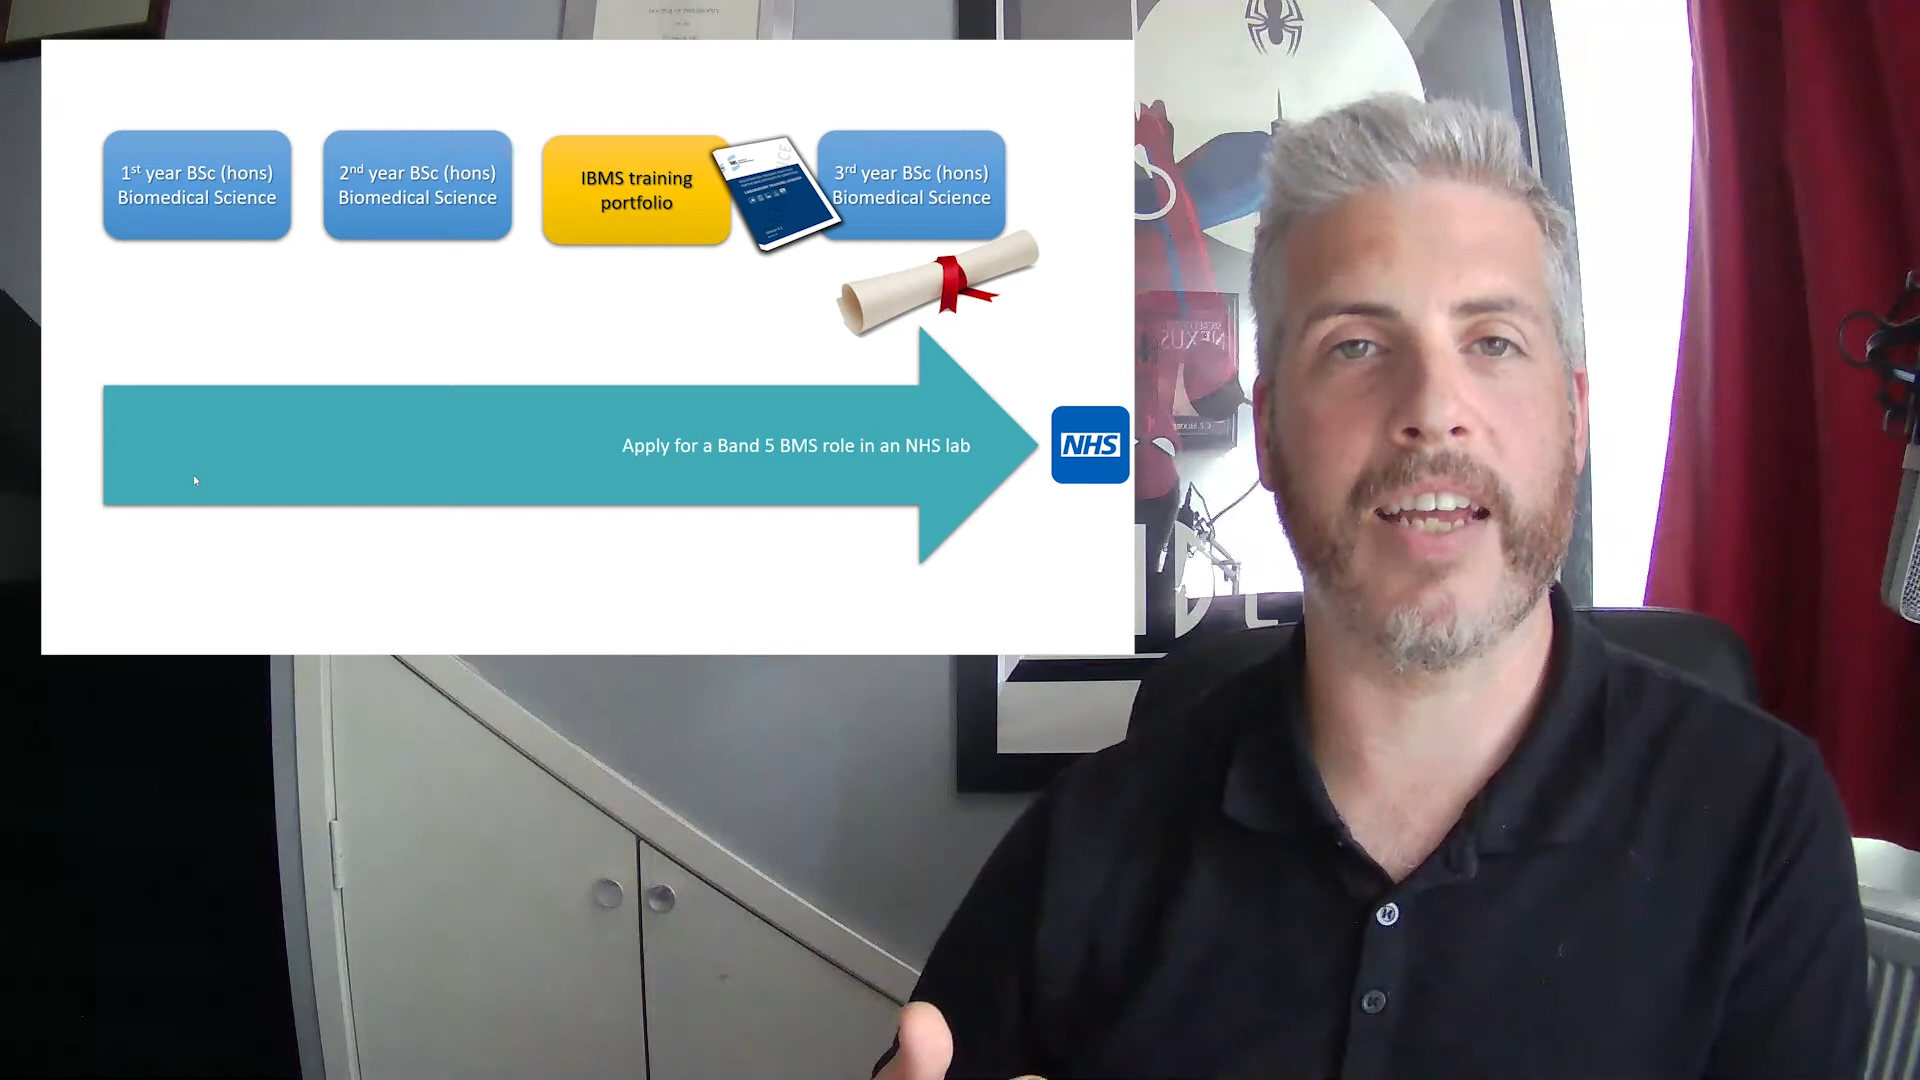 1st year BSc (hons)
Biomedical Science
2nd year BSc (hons)
Biomedical Science
IBMS training
portfolio
3rd year BSc (hons)
Biomedical Science
Apply for a Band 5 BMS role in an NHS lab
NHS
NEXUS